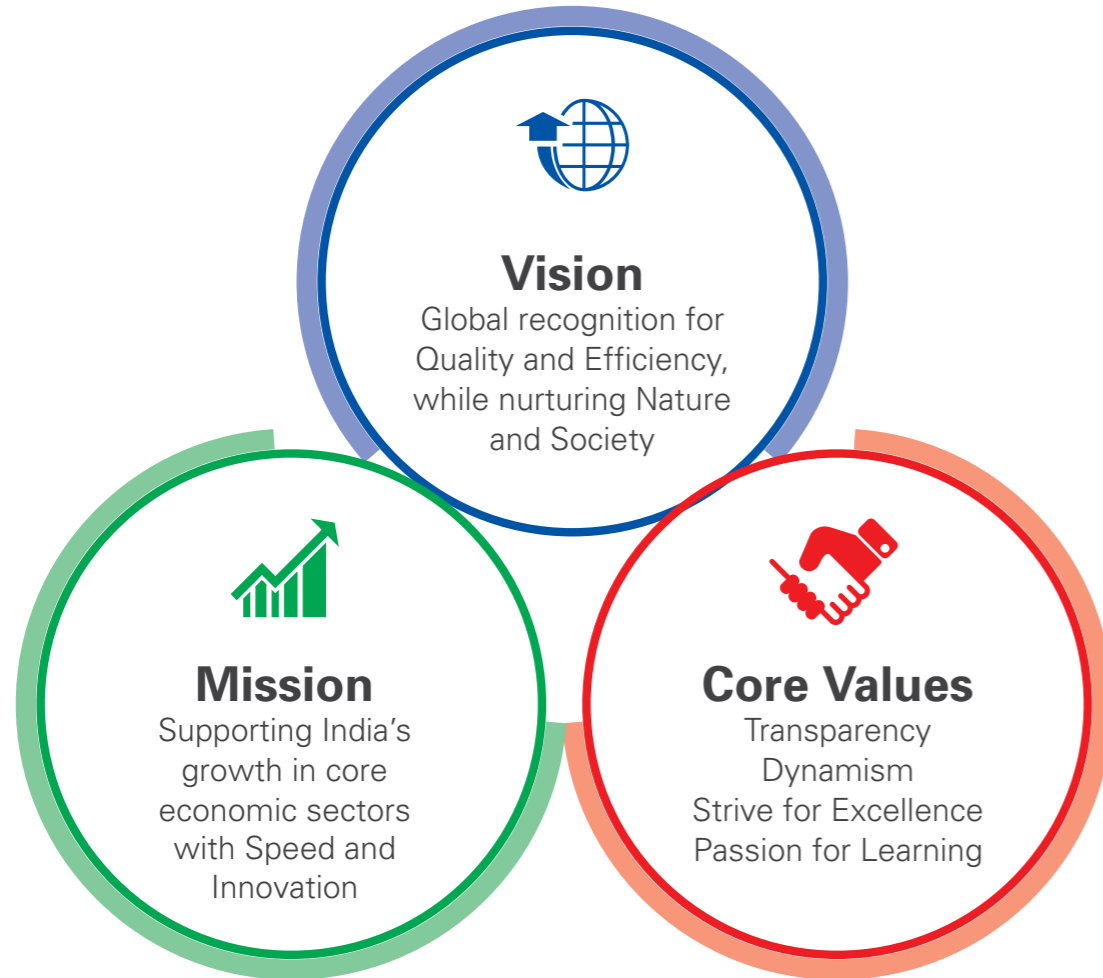 Vision
Global recognition for
Quality and Efficiency,
while nurturing Nature
and Society
Mission
Supporting India’s
growth in core
economic sectors
with Speed and
Innovation
Core Values
Transparency
Dynamism
Strive for Excellence
Passion for Learning